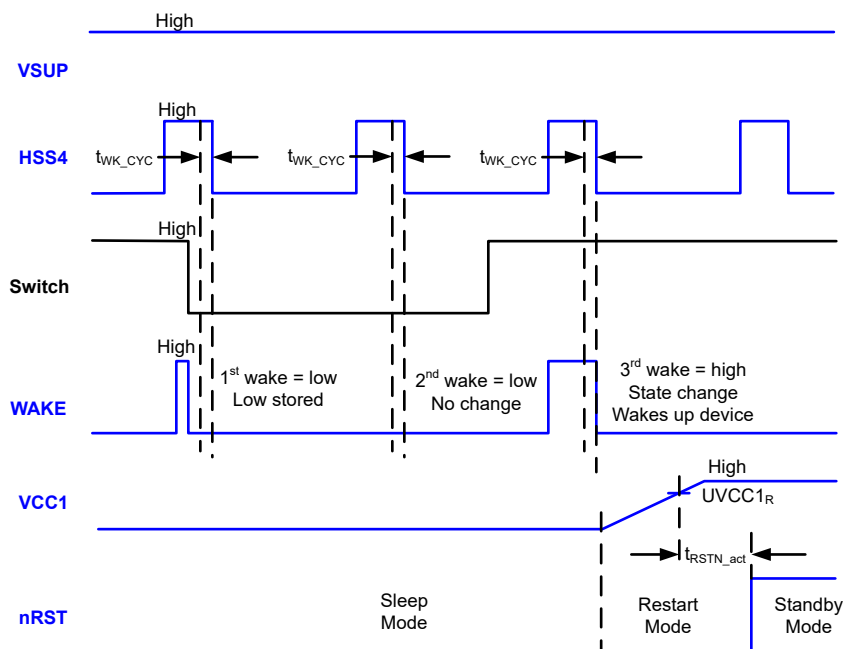 High
VSUP
High
HSS4
tWK_CYC
tWK_CYC
tWK_CYC
High
Switch
High
WAKE
1st wake = low
Low stored
2nd wake = low
No change
3rd wake = high
State change
Wakes up device
High
VCC1
UVCC1R
tRSTN_act
nRST
Sleep
Mode
Restart
Mode
Standby
Mode